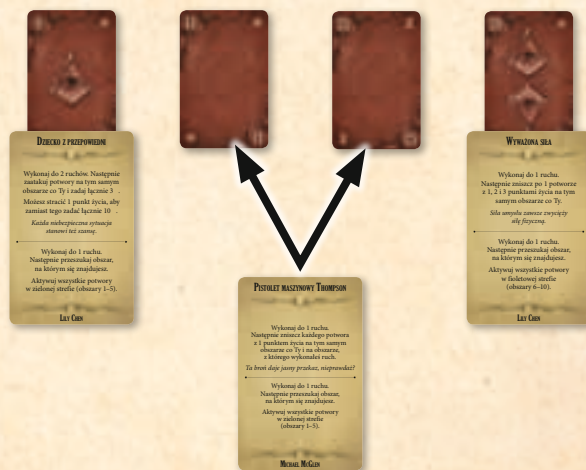 Dziecko z przepowiedni
Wykonaj do 2 ruchów. Następnie
zaatakuj potwory na tym samym
obszarze co Ty i zadaj łącznie 3 .
Możesz stracić 1 punkt życia, aby
zamiast tego zadać łącznie 10 .
Każda niebezpieczna sytuacja
stanowi też szansę.
Wykonaj do 1 ruchu.
Następnie przeszukaj obszar,
na którym się znajdujesz.
Aktywuj wszystkie potwory
w zielonej strefie (obszary 1–5).
Lily Chen
Pistolet maszynowy Thompson
Wykonaj do 1 ruchu.
Następnie zniszcz każdego potwora
z 1 punktem życia na tym samym
obszarze co Ty i na obszarze,
z którego wykonałeś ruch.
Ta broń daje jasny przekaz, nieprawdaż?
Wykonaj do 1 ruchu.
Następnie przeszukaj obszar,
na którym się znajdujesz.
Aktywuj wszystkie potwory
w zielonej strefie
(obszary 1–5).
Michael McGlen
Wyważona siła
Wykonaj do 1 ruchu.
Następnie zniszcz po 1 potworze
z 1, 2 i 3 punktami życia na tym
samym obszarze co Ty.
Siła umysłu zawsze zwycięży
siłę fizyczną.
Wykonaj do 1 ruchu.
Następnie przeszukaj obszar,
na którym się znajdujesz.
Aktywuj wszystkie potwory
w fioletowej strefie
(obszary 6–10).
Lily Chen